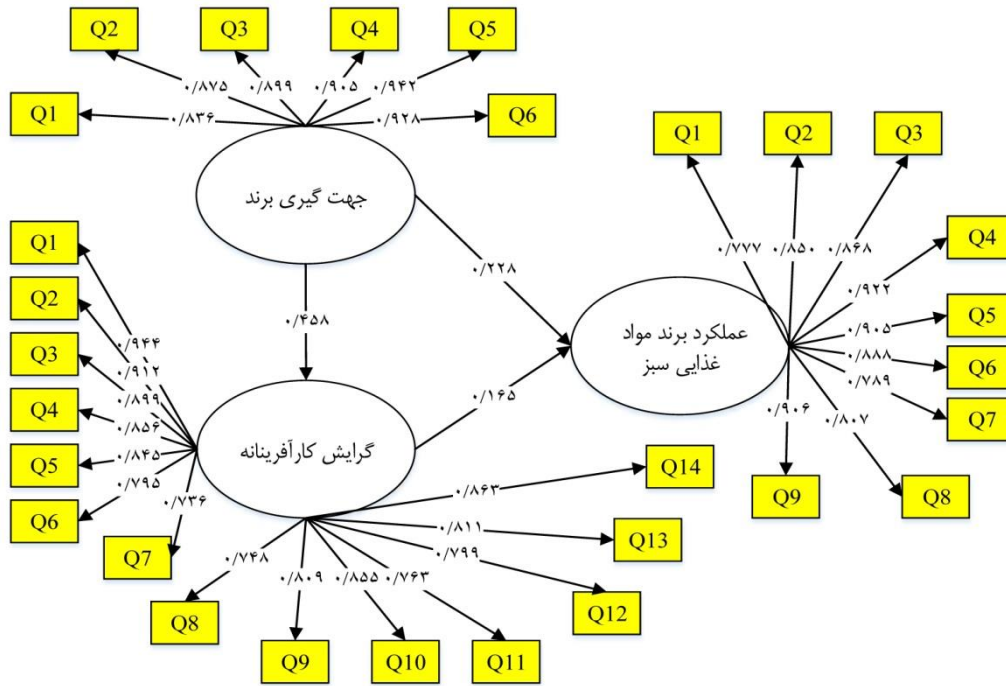 Q2
Q3
Q4
Q5
Q1
Q6
۰/۸۳۶
۰/۸۷۵
۰/۸۹۹
۰/۹۰۵
۰/۹۴۲
۰/۹۲۸
جهت گیری برند
۰/۲۲۸
۰/۴۵۸
Q1
Q2
Q3
Q4
Q5
Q6
Q7
۰/۹۴۴
۰/۹۱۲
۰/۸۹۹
۰/۸۵۶
۰/۸۴۵
۰/۷۹۵
۰/۷۳۶
گرایش کارآفرینانه
۰/۱۶۵
۰/۷۴۸
۰/۸۰۹
۰/۸۵۵
۰/۷۶۳
۰/۷۹۹
۰/۸۱۱
۰/۸۶۳
Q8
Q9
Q10
Q11
Q12
Q13
Q14
Q1
Q2
Q3
Q4
Q5
Q6
Q7
Q8
Q9
۰/۷۷۷
۰/۸۵۰
۰/۸۶۸
۰/۹۲۲
۰/۹۰۵
۰/۸۸۸
۰/۷۸۹
۰/۸۰۷
۰/۹۰۶
عملکرد برند مواد
غذایی سبز